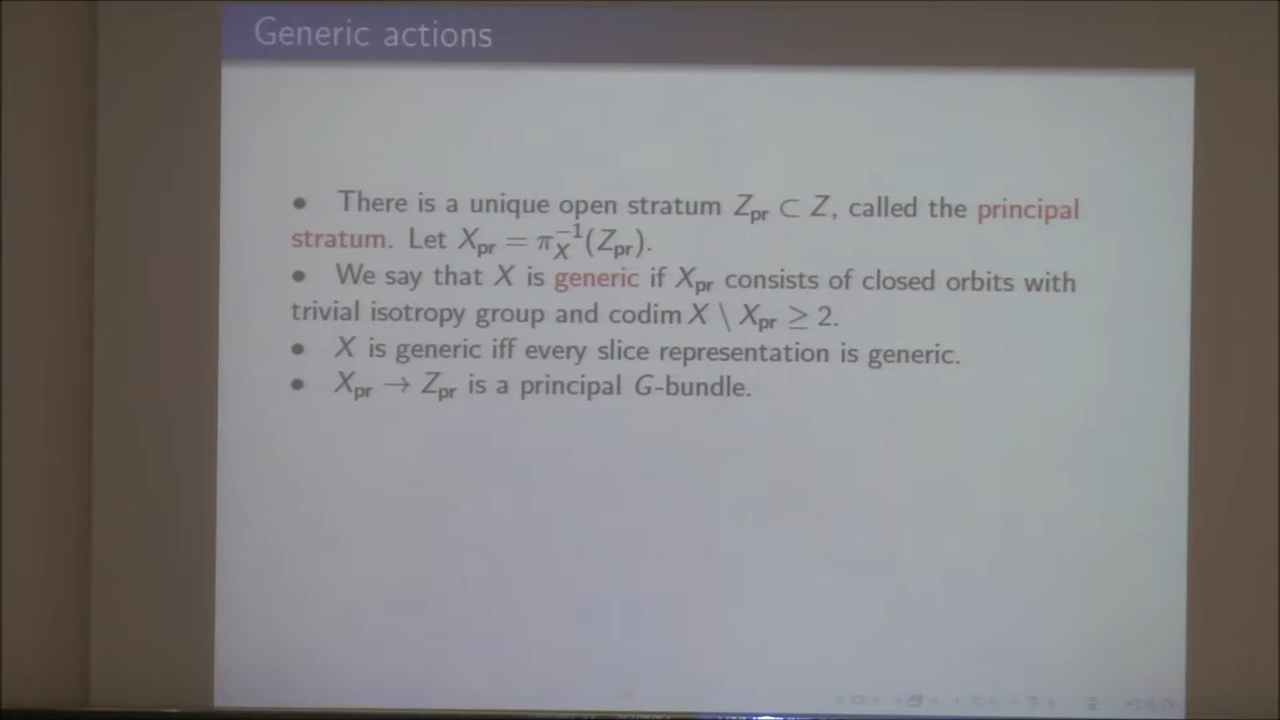 Generic actions
• There is a unique open stratum Z_pr ⊂ Z, called the principal
stratum. Let X_pr = π_X^{-1}(Z_pr).
• We say that X is generic if X_pr consists of closed orbits with
trivial isotropy group and codim X \ X_pr ≥ 2.
• X is generic iff every slice representation is generic.
• X_pr → Z_pr is a principal G-bundle.